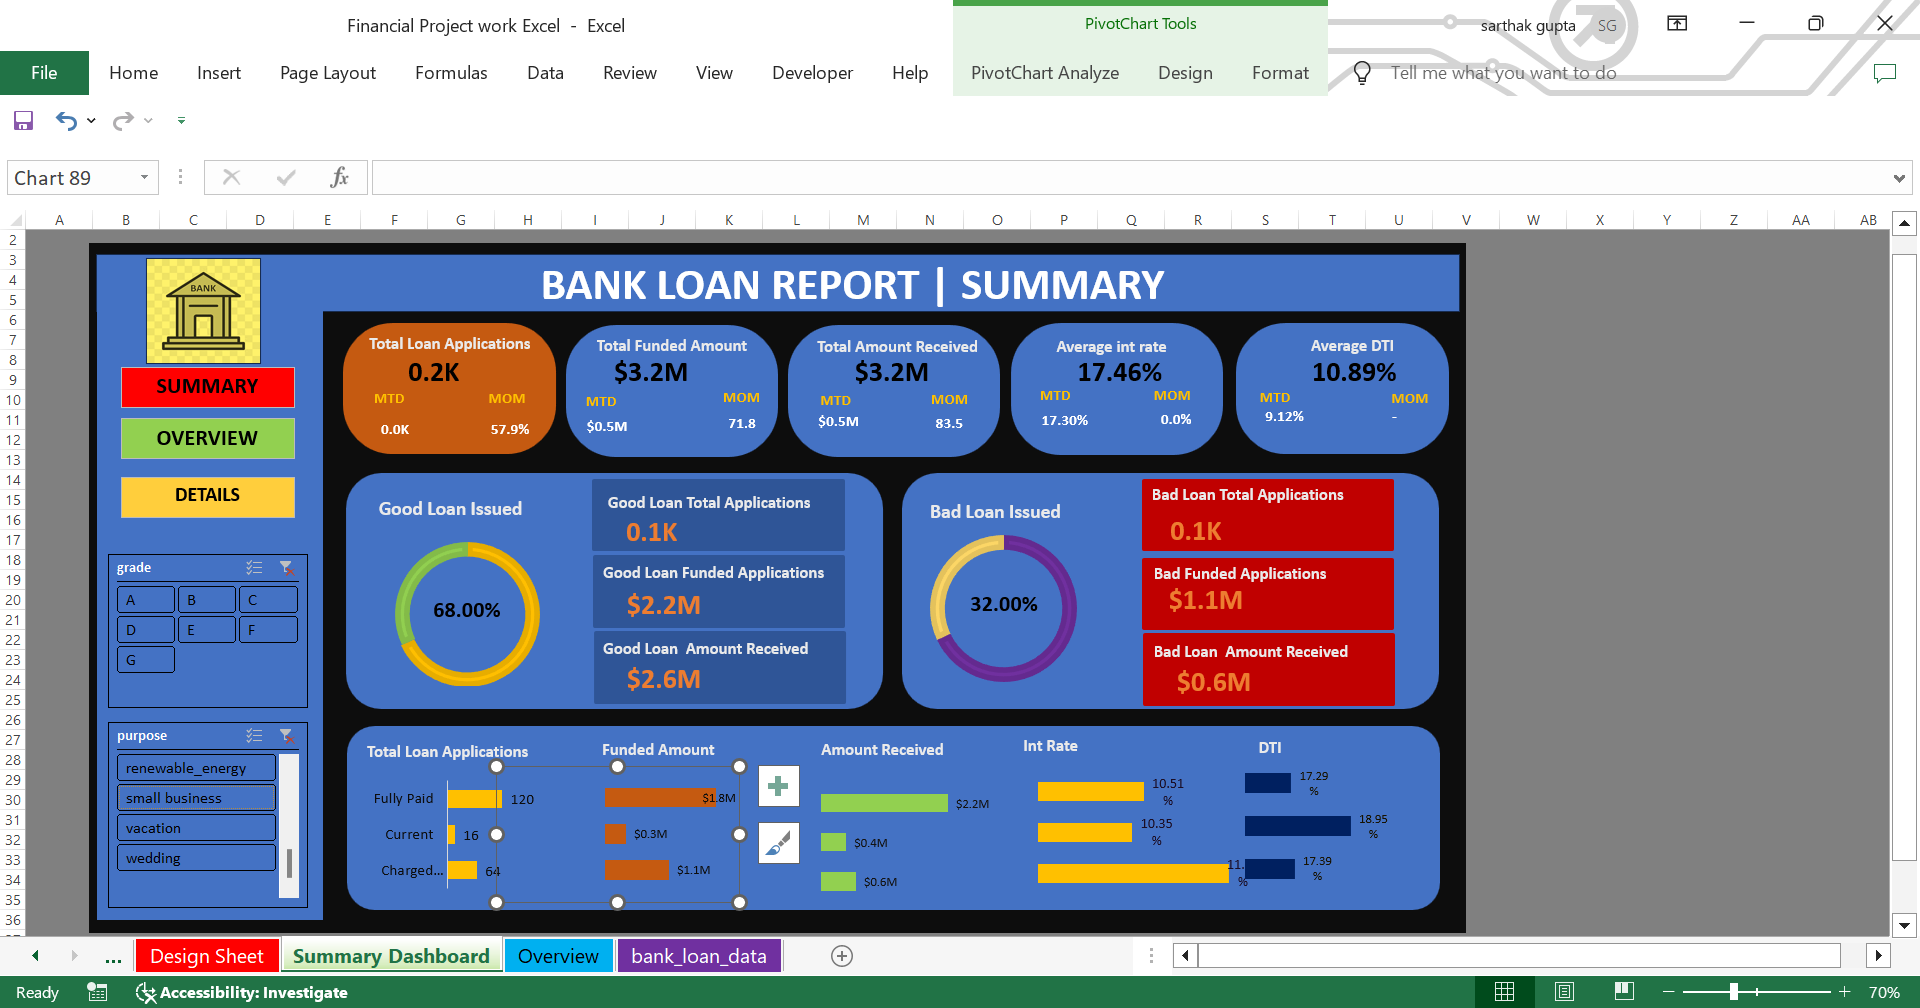 Financial Project work Excel - Excel
PivotChart Tools
sarthak gupta SG
File Home Insert Page Layout Formulas Data Review View Developer Help PivotChart Analyze Design Format Tell me what you want to do
Chart 89 fx
A B C D E F G H I J K L M N O P Q R S T U V W X Y Z AA AB
2
3
4
5
6
7
8
9
10
11
12
13
14
15
16
17
18
19
20
21
22
23
24
25
26
27
28
29
30
31
32
33
34
35
36
BANK
BANK LOAN REPORT | SUMMARY
SUMMARY
OVERVIEW
DETAILS
grade
A B C
D E F
G
purpose
renewable_energy
small business
vacation
wedding
Total Loan Applications
0.2K
MTD MOM
0.0K 57.9%
Total Funded Amount
$3.2M
MTD MOM
$0.5M 71.8
Total Amount Received
$3.2M
MTD MOM
$0.5M 83.5
Average int rate
17.46%
MTD MOM
17.30% 0.0%
Average DTI
10.89%
MTD MOM
9.12% -
Good Loan Issued
68.00%
Good Loan Total Applications
0.1K
Good Loan Funded Applications
$2.2M
Good Loan Amount Received
$2.6M
Bad Loan Issued
32.00%
Bad Loan Total Applications
0.1K
Bad Funded Applications
$1.1M
Bad Loan Amount Received
$0.6M
Total Loan Applications
Fully Paid 120
Current 16
Charged... 64
Funded Amount
$1.8M
$0.3M
$1.1M
Amount Received
$2.2M
$0.4M
$0.6M
Int Rate
10.51
%
10.35
%
11.
%
DTI
17.29
%
18.95
%
17.39
%
... Design Sheet Summary Dashboard Overview bank_loan_data
Ready Accessibility: Investigate 70%